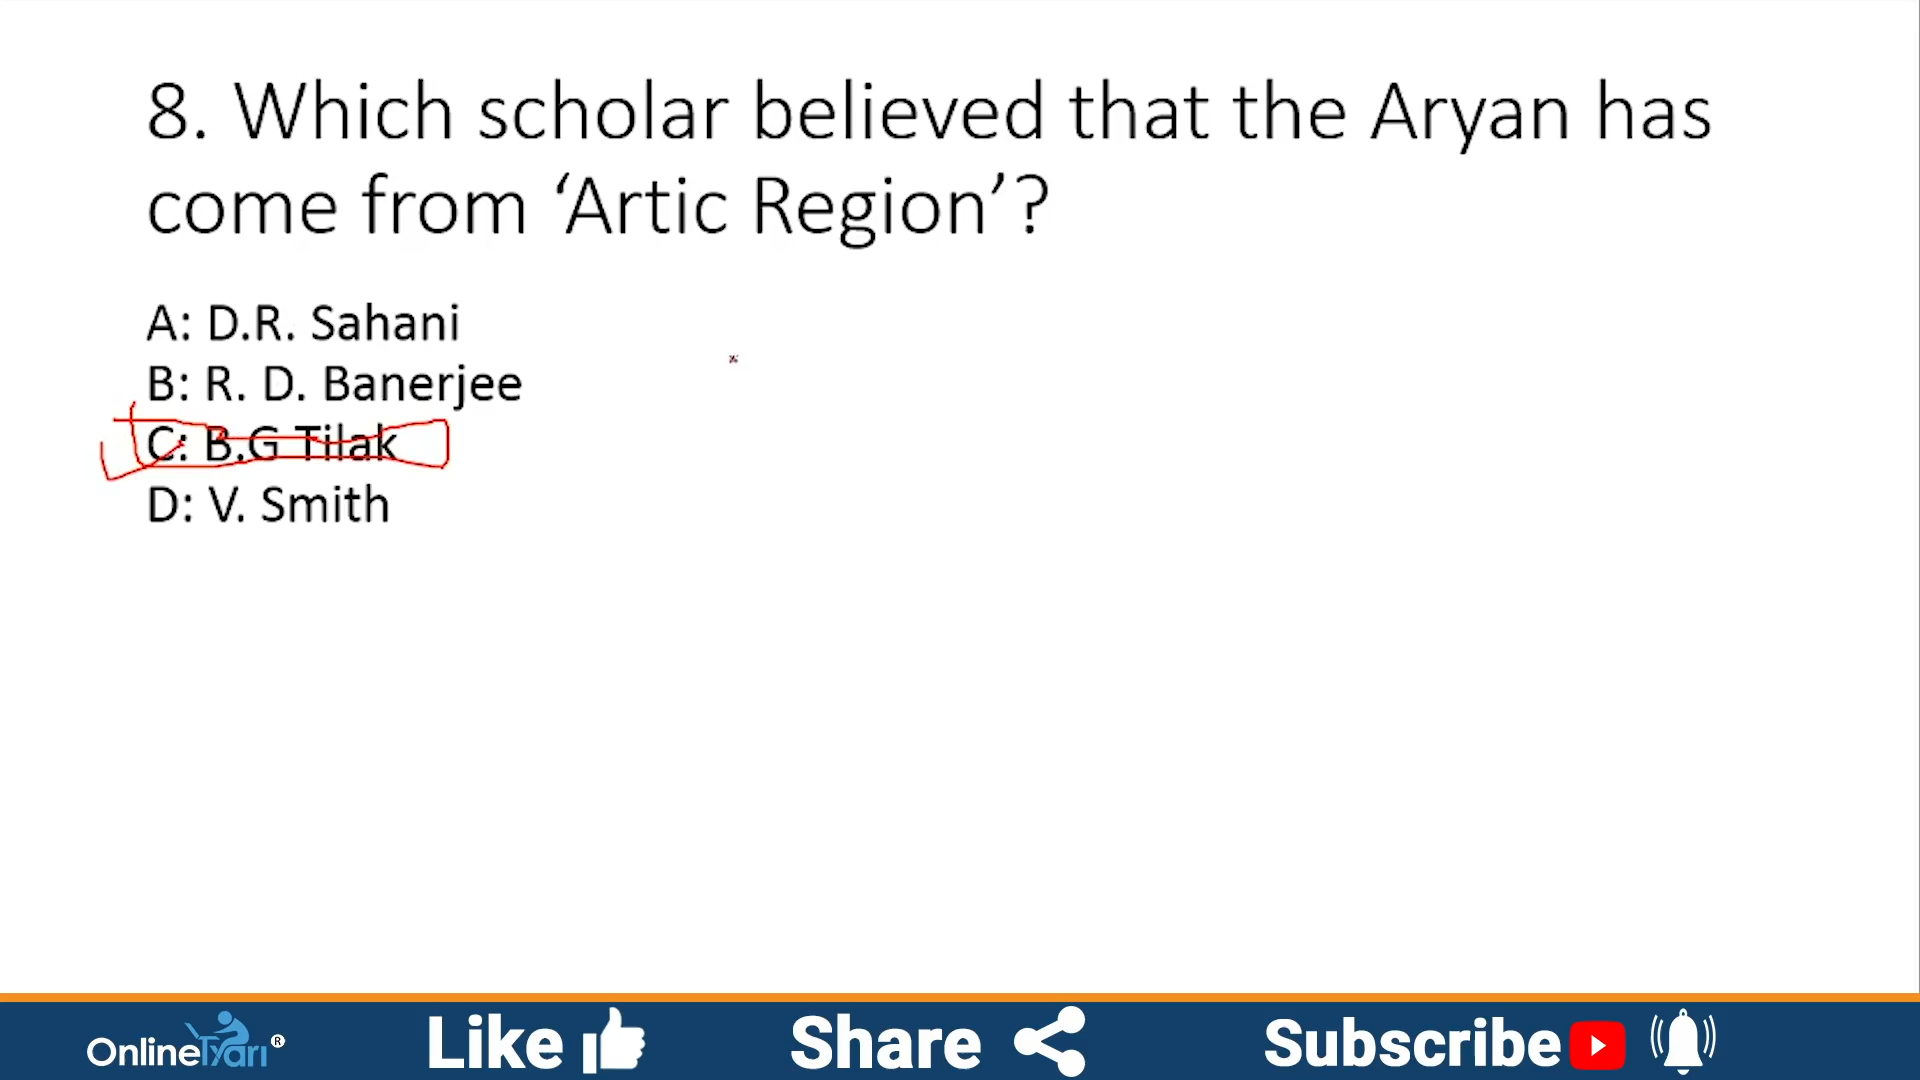 8. Which scholar believed that the Aryan has
come from ‘Artic Region’?
A: D.R. Sahani
B: R. D. Banerjee
C: B.G Tilak
D: V. Smith
OnlineTyari ®
Like
Share
Subscribe